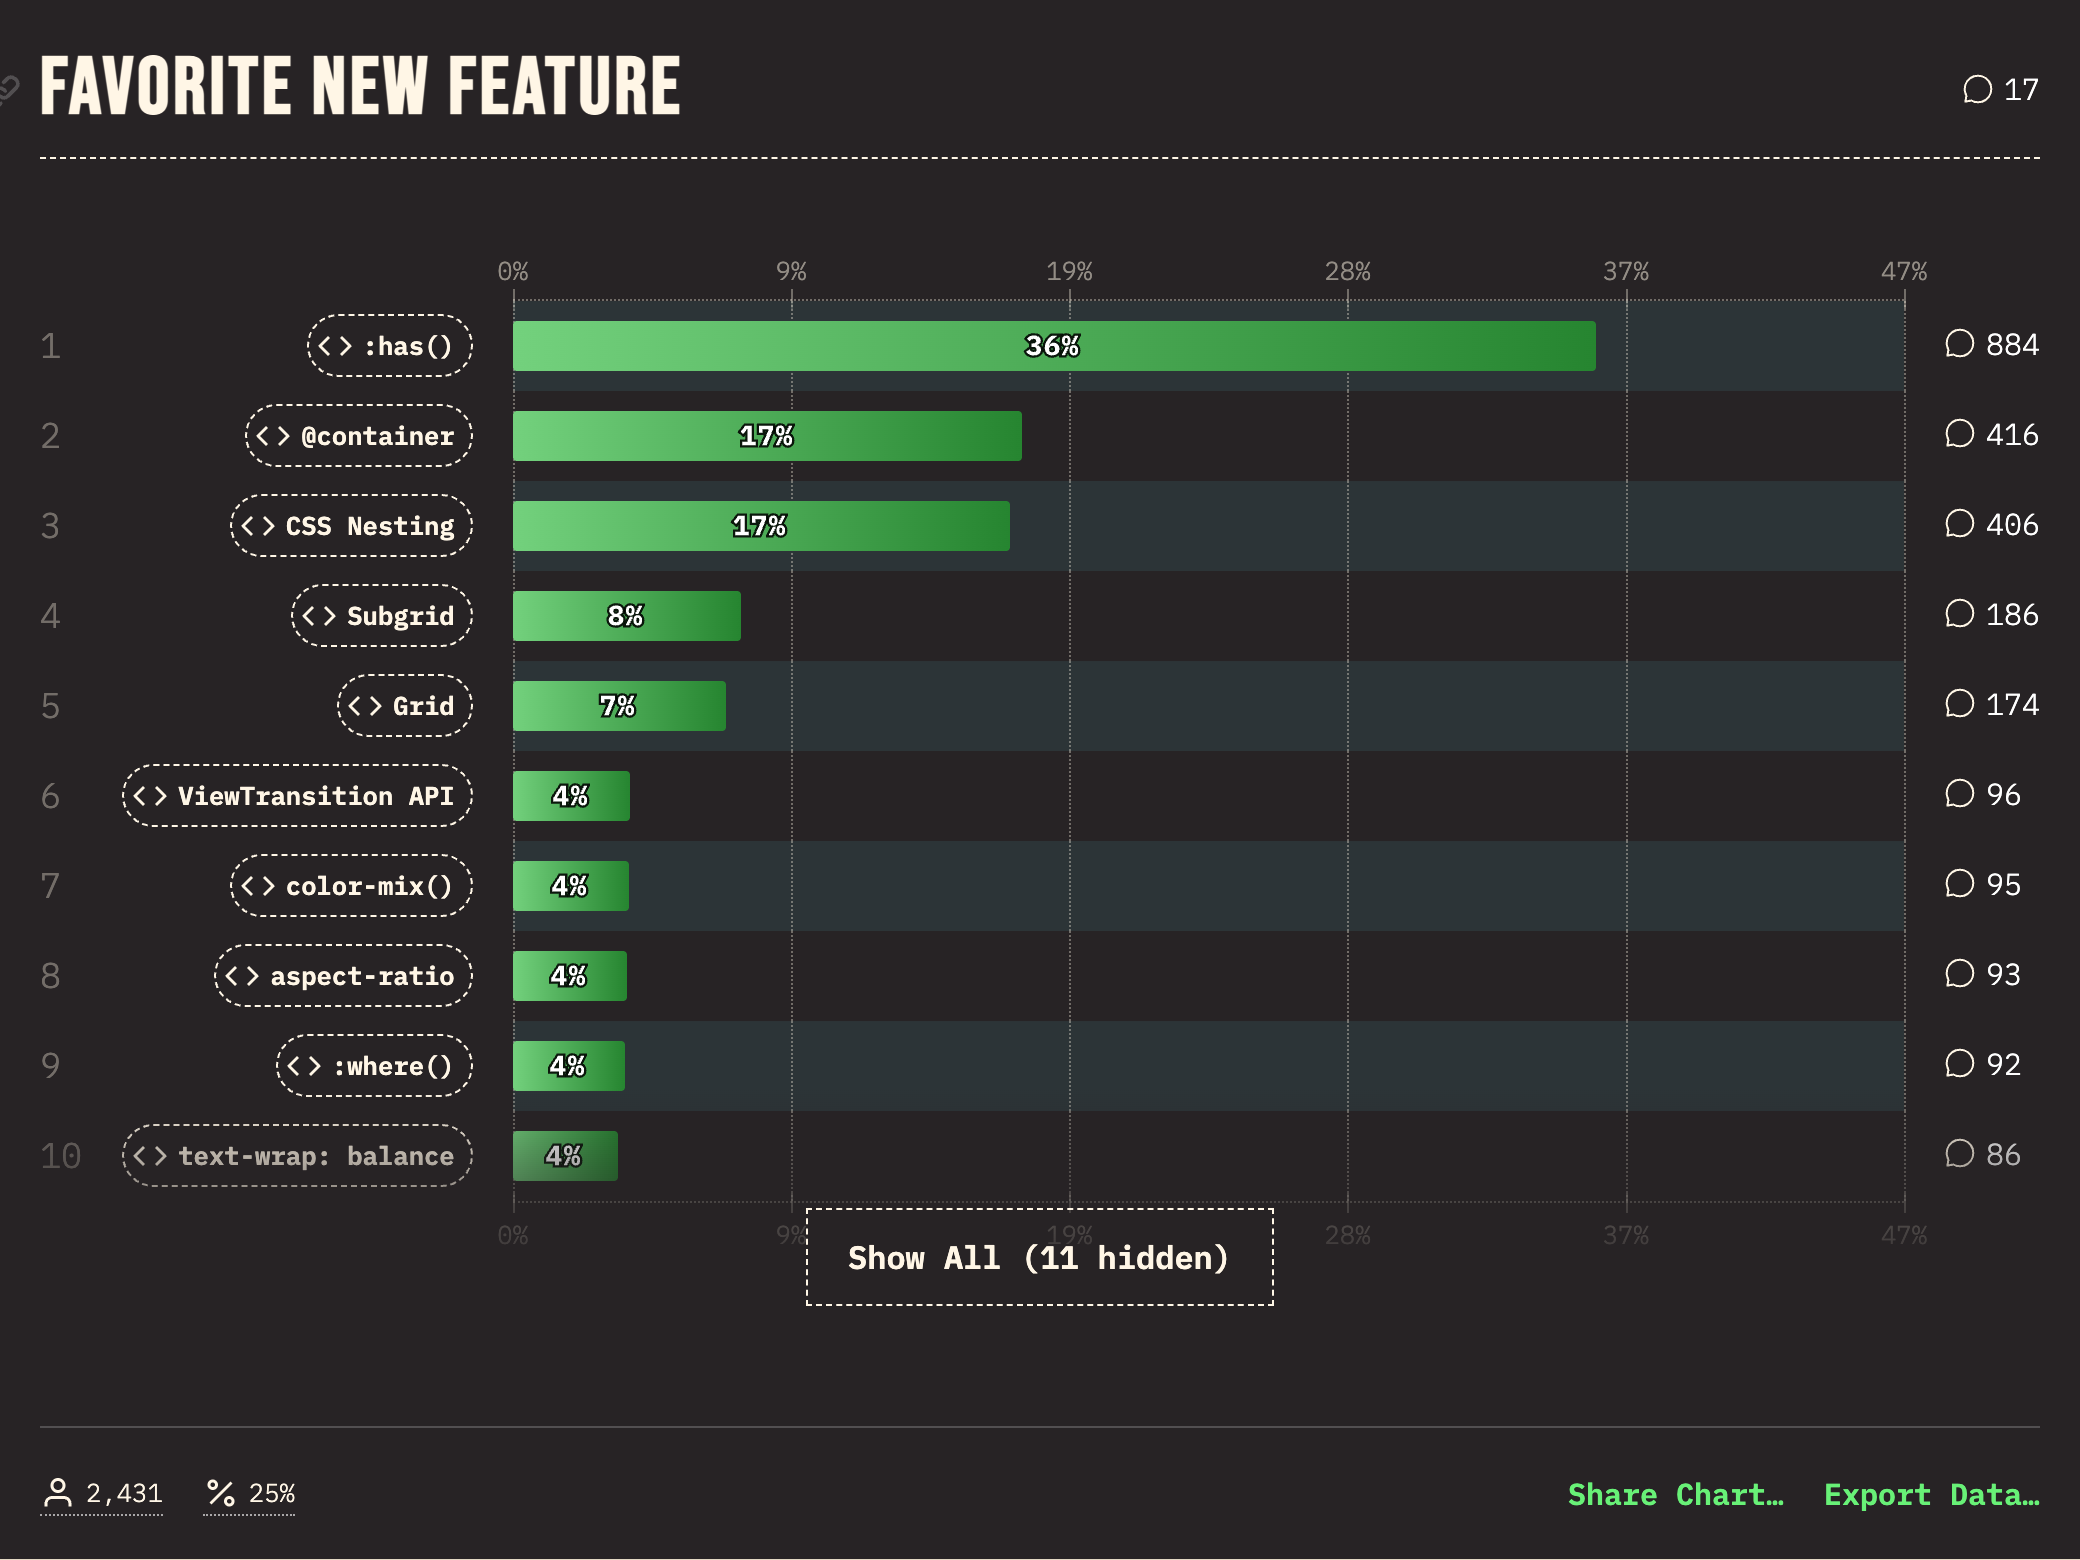 FAVORITE NEW FEATURE
17
0% 9% 19% 28% 37% 47%
1 <> :has() 36% 884
2 <> @container 17% 416
3 <> CSS Nesting 17% 406
4 <> Subgrid 8% 186
5 <> Grid 7% 174
6 <> ViewTransition API 4% 96
7 <> color-mix() 4% 95
8 <> aspect-ratio 4% 93
9 <> :where() 4% 92
10 <> text-wrap: balance 4% 86
0% 9% 19% 28% 37% 47%
Show All (11 hidden)
2,431 % 25% Share Chart… Export Data…